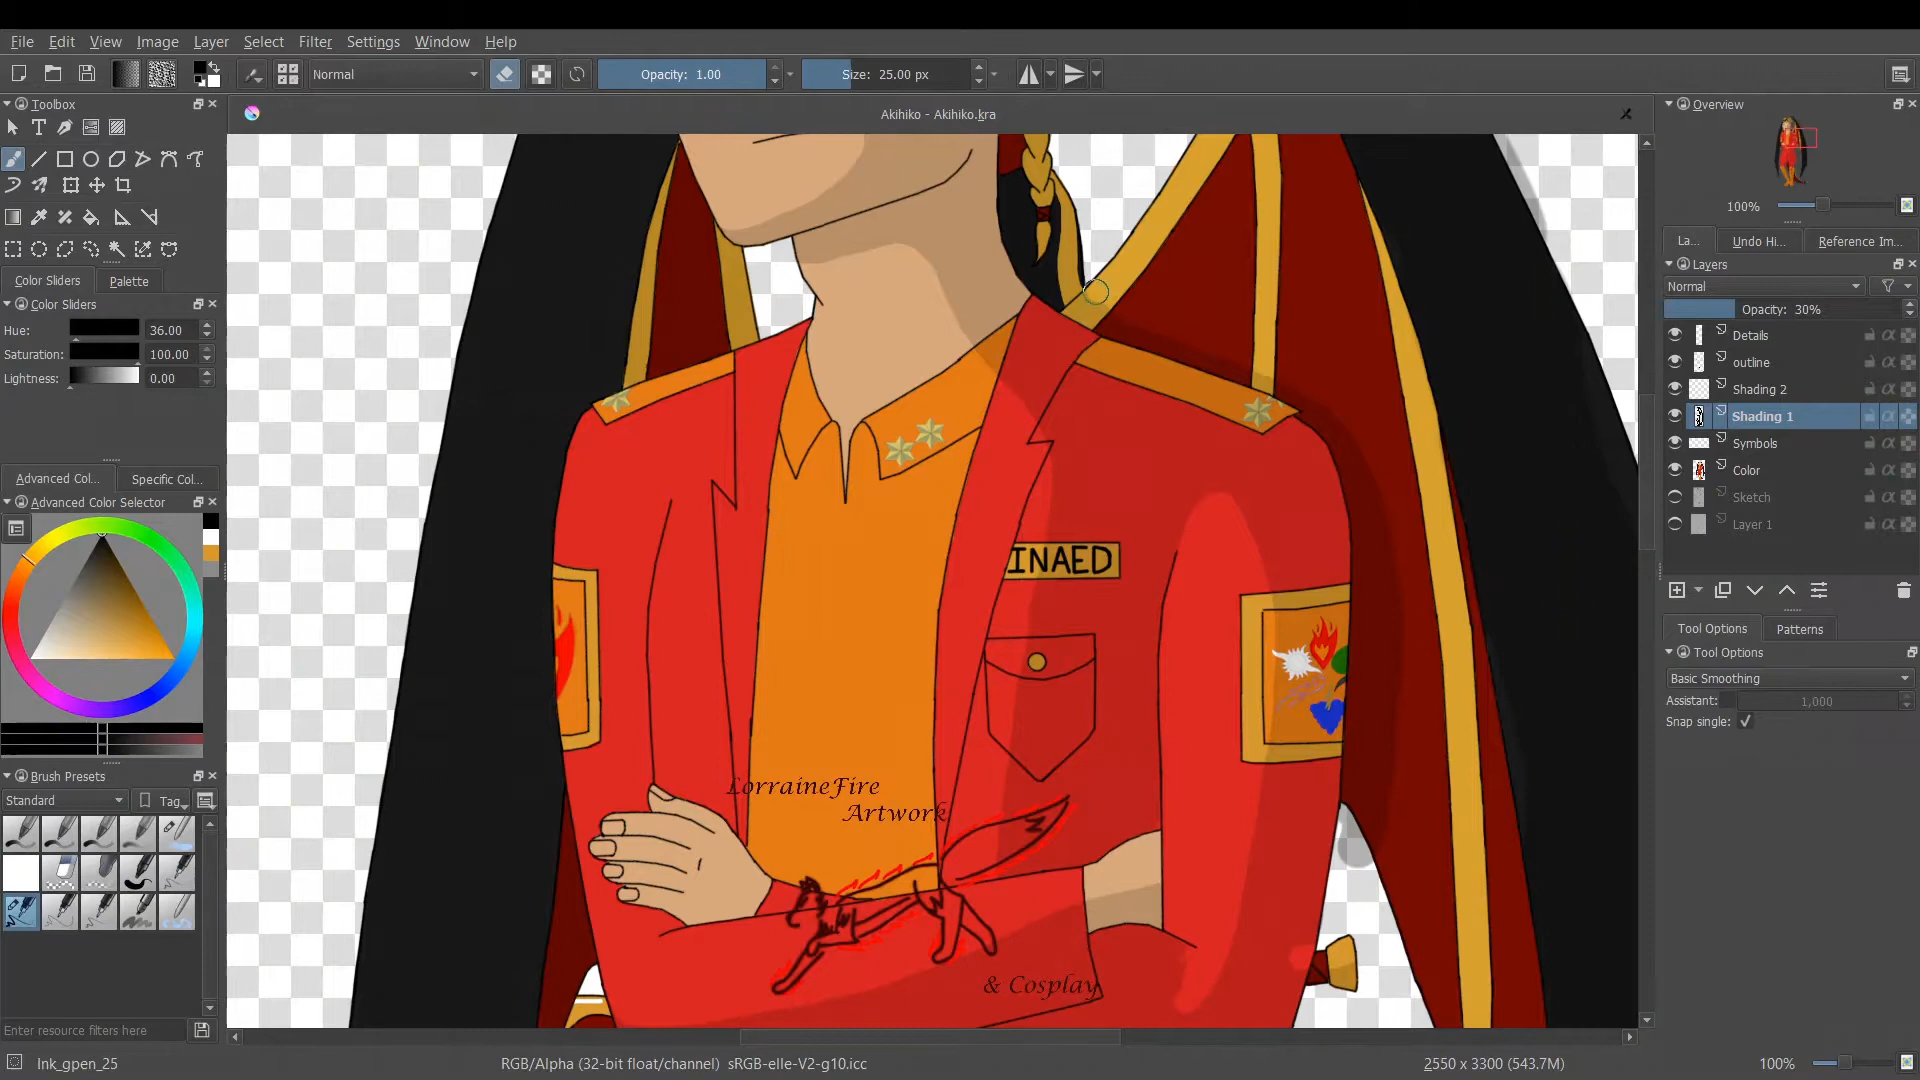 File Edit View Image Layer Select Filter Settings Window Help
Normal Opacity: 1.00 Size: 25.00 px
Toolbox
Akihiko - Akihiko.kra
Overview
100%
La... Undo Hi... Reference Im...
Color Sliders Palette
Color Sliders
Hue: 36.00
Saturation: 100.00
Lightness: 0.00
Layers
Normal
Opacity: 30%
Details
outline
Shading 2
Shading 1
Symbols
Color
Sketch
Layer 1
Advanced Col... Specific Col...
Advanced Color Selector
INAED
Tool Options Patterns
Tool Options
Basic Smoothing
Assistant: 1,000
Snap single:
Brush Presets
Standard Tag
LorraineFire
Artwork
& Cosplay
Enter resource filters here
Ink_gpen_25 RGB/Alpha (32-bit float/channel) sRGB-elle-V2-g10.icc 2550 x 3300 (543.7M) 100%